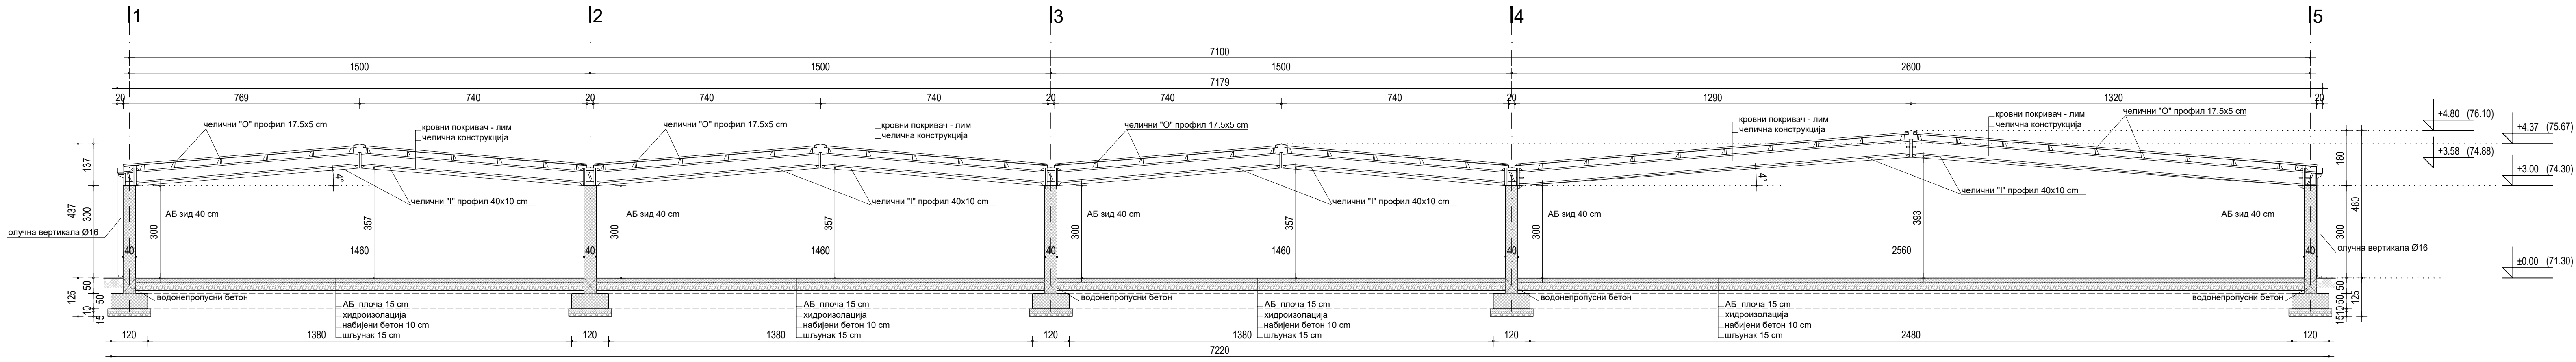 1
2
3
4
5
7100
1500
1500
1500
2600
7179
20
769
740
20
740
740
20
740
740
20
1290
1320
20
челични "О" профил 17.5x5 cm
кровни покривач - лим
челична конструкција
челични "О" профил 17.5x5 cm
кровни покривач - лим
челична конструкција
челични "О" профил 17.5x5 cm
кровни покривач - лим
челична конструкција
кровни покривач - лим
челична конструкција
челични "О" профил 17.5x5 cm
+4.80 (76.10)
+4.37 (75.67)
+3.58 (74.88)
+3.00 (74.30)
±0.00 (71.30)
137
437
300
4°
4°
180
480
300
челични "I" профил 40x10 cm
челични "I" профил 40x10 cm
челични "I" профил 40x10 cm
челични "I" профил 40x10 cm
АБ зид 40 cm
АБ зид 40 cm
АБ зид 40 cm
АБ зид 40 cm
АБ зид 40 cm
олучна вертикала Ø16
олучна вертикала Ø16
300
357
300
357
300
357
300
393
40
1460
40
1460
40
1460
40
2560
40
125
50
50
10
15
50
50
10
15
125
водонепропусни бетон
водонепропусни бетон
водонепропусни бетон
водонепропусни бетон
АБ плоча 15 cm
хидроизолација
набијени бетон 10 cm
шљунак 15 cm
АБ плоча 15 cm
хидроизолација
набијени бетон 10 cm
шљунак 15 cm
АБ плоча 15 cm
хидроизолација
набијени бетон 10 cm
шљунак 15 cm
АБ плоча 15 cm
хидроизолација
набијени бетон 10 cm
шљунак 15 cm
120
1380
120
1380
120
1380
120
2480
120
7220